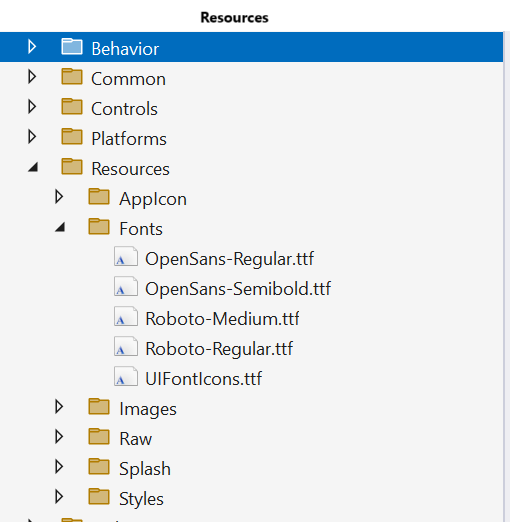 Resources
Behavior
Common
Controls
Platforms
Resources
AppIcon
Fonts
OpenSans-Regular.ttf
OpenSans-Semibold.ttf
Roboto-Medium.ttf
Roboto-Regular.ttf
UIFontIcons.ttf
Images
Raw
Splash
Styles